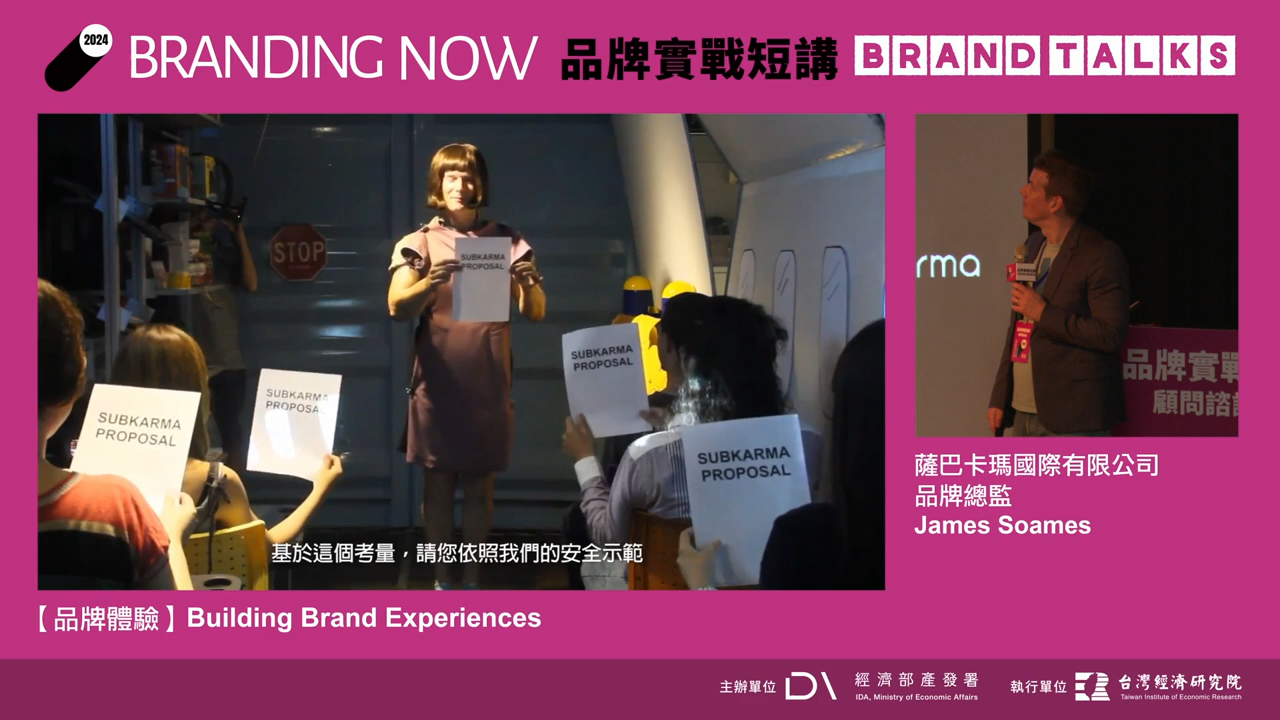 2024
BRANDING NOW 品牌實戰短講 BRAND TALKS
STOP
SUBKARMA
PROPOSAL
SUBKARMA
PROPOSAL
SUBKARMA
PROPOSAL
SUBKARMA
PROPOSAL
SUBKARMA
PROPOSAL
基於這個考量，請您依照我們的安全示範
rma
品牌實戰
顧問諮詢
薩巴卡瑪國際有限公司
品牌總監
James Soames
【品牌體驗】Building Brand Experiences
主辦單位 IDA 經濟部產發署
IDA, Ministry of Economic Affairs
執行單位 台灣經濟研究院
Taiwan Institute of Economic Research